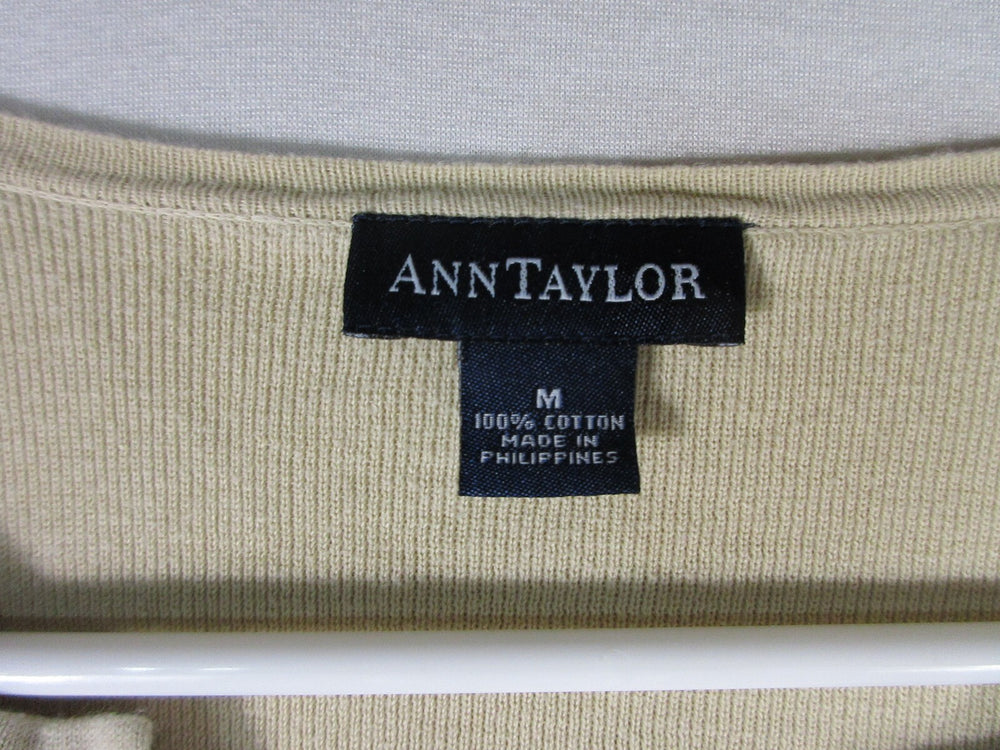 ANNTAYLOR
M
100% COTTON
MADE IN
PHILIPPINES